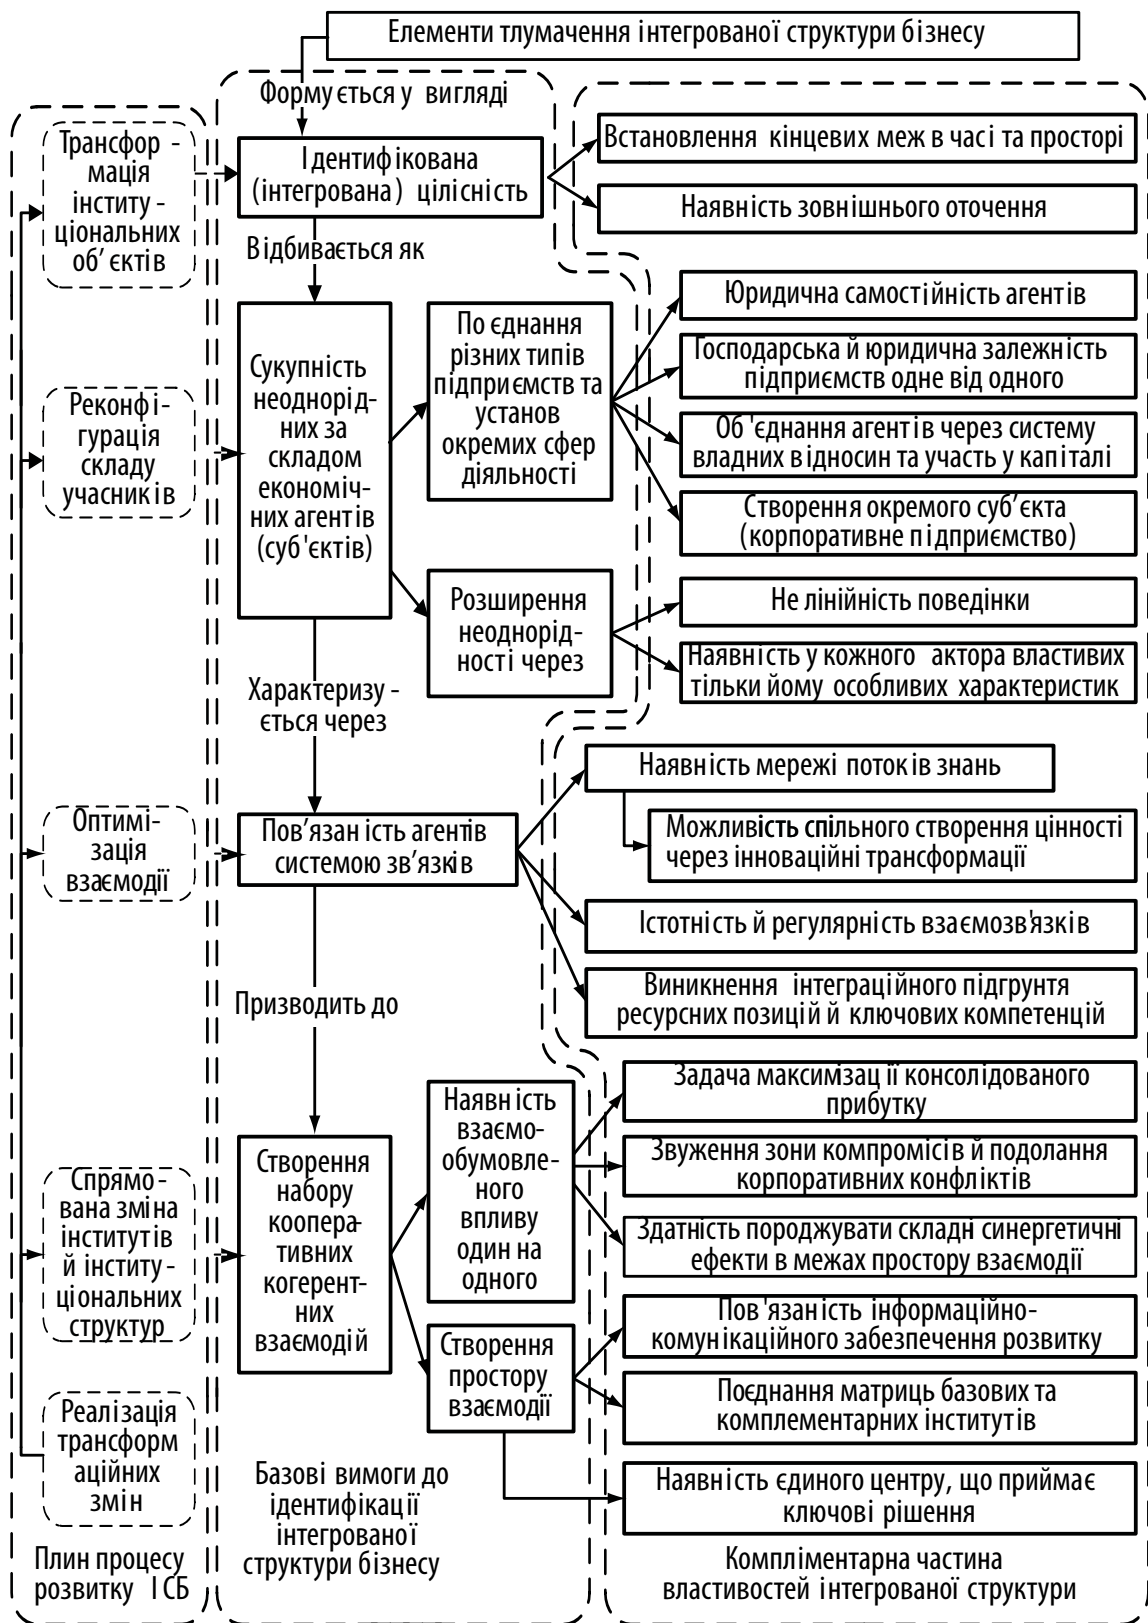 Елементи тлумачення інтегрованої структури бізнесу
Формується у вигляді
Трансфор -
мація
інститу -
ціональних
об’єктів
Ідентифікована
(інтегрована) цілісність
Встановлення кінцевих меж в часі та просторі
Наявність зовнішнього оточення
Відбивається як
Реконфі-
гурація
складу
учасників
Сукупність
неоднорід-
них за
складом
економіч-
них агентів
(суб'єктів)
По єднання
різних типів
підприємств та
установ
окремих сфер
діяльності
Юридична самостійність агентів
Господарська й юридична залежність
підприємств одне від одного
Об'єднання агентів через систему
владних відносин та участь у капіталі
Створення окремого суб’єкта
(корпоративне підприємство)
Розширення
неоднорід-
ності через
Не лінійність поведінки
Наявність у кожного актора властивих
тільки йому особливих характеристик
Характеризу -
ється через
Оптимі-
зація
взаємодії
Пов’язан ість агентів
системою зв’язків
Наявність мережі потоків знань
Можливість спільного створення цінності
через інноваційні трансформації
Істотність й регулярність взаємозв'язків
Виникнення інтеграційного підгрунтя
ресурсних позицій й ключових компетенцій
Призводить до
Спрямо-
вана зміна
інститутів
й інститу -
ціональних
структур
Створення
набору
коопера-
тивних
когерент-
них
взаємодій
Наявність
взаємо-
обумовле-
ного
впливу
один на
одного
Задача максимізац ії консолідованого
прибутку
Звуження зони компромісів й подолання
корпоративних конфліктів
Здатність породжувати складні синергетичні
ефекти в межах простору взаємодії
Створення
простору
взаємодії
Пов'язаність інформаційно-
комунікаційного забезпечення розвитку
Поєднання матриць базових та
комплементарних інститутів
Наявність єдиного центру, що приймає
ключові рішення
Реалізація
трансформ
аційних
змін
Плин процесу
розвитку ІСБ
Базові вимоги до
ідентифікації
інтегрованої
структури бізнесу
Компліментарна частина
властивостей інтегрованої структури